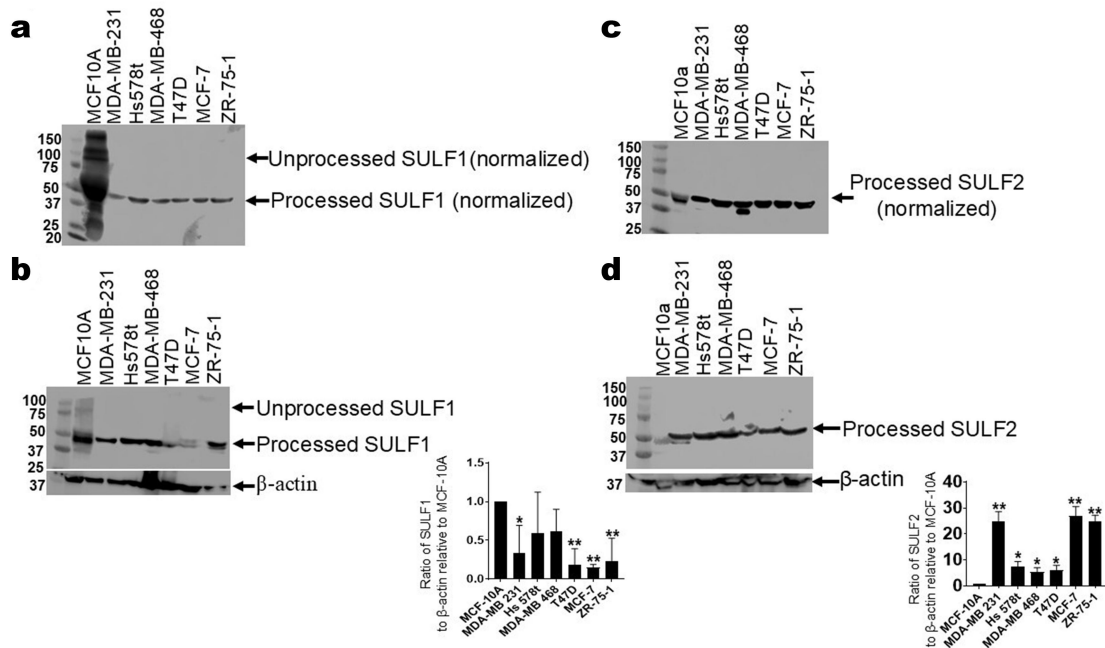 a
MCF10A
MDA-MB-231
Hs578t
MDA-MB-468
T47D
MCF-7
ZR-75-1
150
100
75
50
37
25
20
Unprocessed SULF1(normalized)
Processed SULF1 (normalized)
b
MCF10A
MDA-MB-231
Hs578t
MDA-MB-468
T47D
MCF-7
ZR-75-1
100
75
50
37
25
37
Unprocessed SULF1
Processed SULF1
β-actin
Ratio of SULF1
to β-actin relative to MCF-10A
1.5
1.0
0.5
0.0
*
**
**
**
MCF-10A
MDA-MB 231
Hs 578t
MDA-MB 468
T47D
MCF-7
ZR-75-1
c
MCF10a
MDA-MB-231
Hs578t
MDA-MB-468
T47D
MCF-7
ZR-75-1
150
100
75
50
37
25
Processed SULF2
(normalized)
d
MCF10a
MDA-MB-231
Hs578t
MDA-MB-468
T47D
MCF-7
ZR-75-1
150
100
75
50
37
37
Processed SULF2
β-actin
Ratio of SULF2
to β-actin relative to MCF-10A
40
30
20
10
0
**
*
*
*
**
**
MCF-10A
MDA-MB 231
Hs 578t
MDA-MB 468
T47D
MCF-7
ZR-75-1